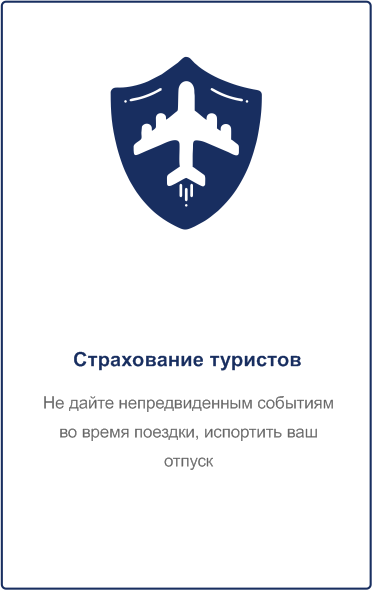 Страхование туристов
Не дайте непредвиденным событиям
во время поездки, испортить ваш
отпуск